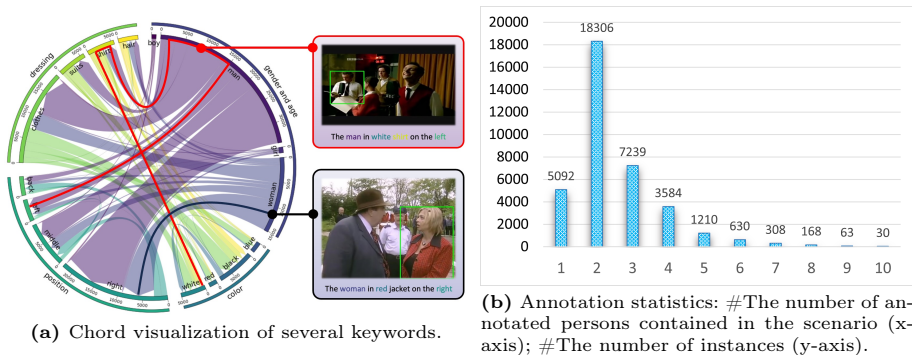 dressing
suits
shirt
hair
boy
man
gender and age
clothes
girl
back
left
woman
middle
blue
black
right
white
red
position
color
The man in white on the left
The woman in red jacket on the right
(a) Chord visualization of several keywords.
20000
18000
16000
14000
12000
10000
8000
6000
4000
2000
0
5092
18306
7239
3584
1210
630
308
168
63
30
1 2 3 4 5 6 7 8 9 10
(b) Annotation statistics: #The number of an-
notated persons contained in the scenario (x-
axis); #The number of instances (y-axis).